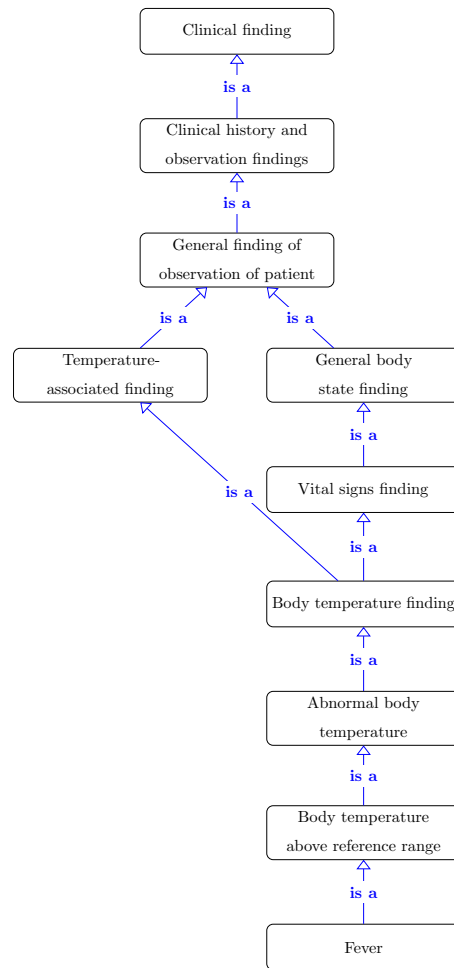 Clinical finding
is a
Clinical history and
observation findings
is a
General finding of
observation of patient
is a
is a
Temperature-
associated finding
General body
state finding
is a
Vital signs finding
is a
is a
Body temperature finding
is a
Abnormal body
temperature
is a
Body temperature
above reference range
is a
Fever